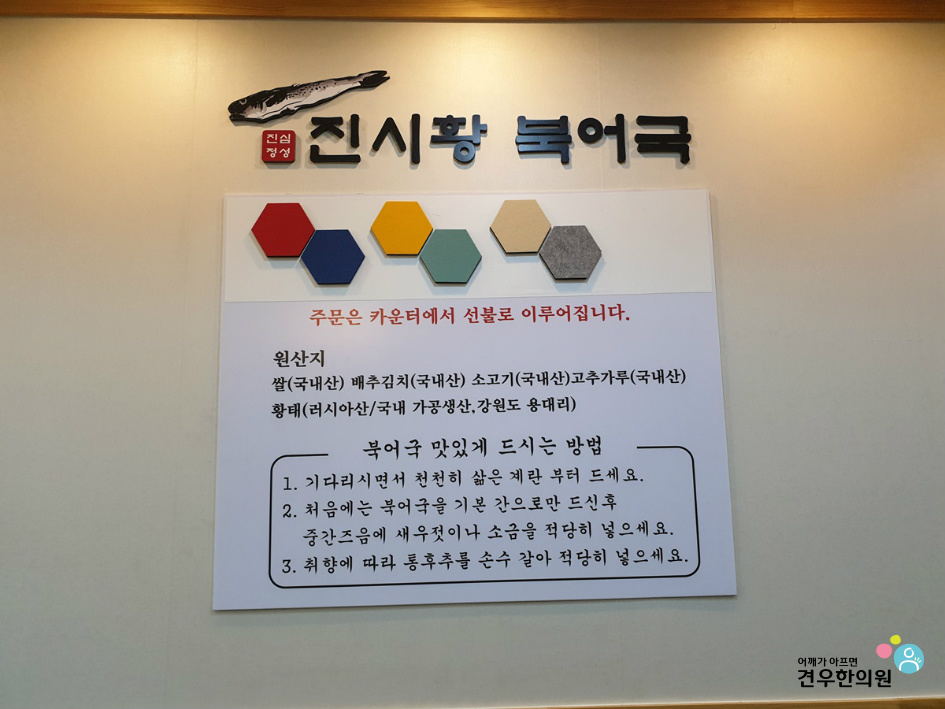 진심
정성
진시황 북어국
주문은 카운터에서 선불로 이루어집니다.
원산지
쌀(국내산) 배추김치(국내산) 소고기(국내산)고추가루(국내산)
황태(러시아산/국내 가공생산,강원도 용대리)
북어국 맛있게 드시는 방법
1. 기다리시면서 천천히 삶은 계란 부터 드세요.
2. 처음에는 북어국을 기본 간으로만 드신후
중간즈음에 새우젓이나 소금을 적당히 넣으세요.
3. 취향에 따라 통후추를 손수 갈아 적당히 넣으세요.
어깨가 아프면
견우한의원